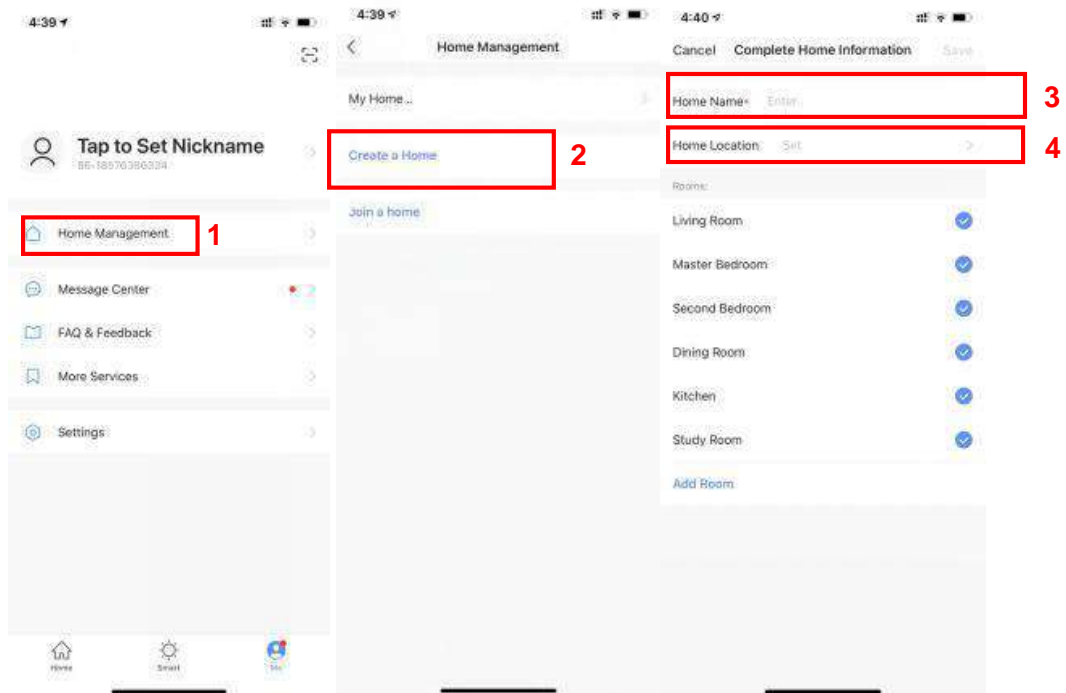 4:39
Tap to Set Nickname
Home Management
1
Message Center
FAQ & Feedback
More Services
Settings
Home
Smart
Me
4:39
Home Management
My Home...
Create a Home
2
Join a home
4:40
Cancel Complete Home Information Save
Home Name* Enter
3
Home Location Set
4
Rooms:
Living Room
Master Bedroom
Second Bedroom
Dining Room
Kitchen
Study Room
Add Room